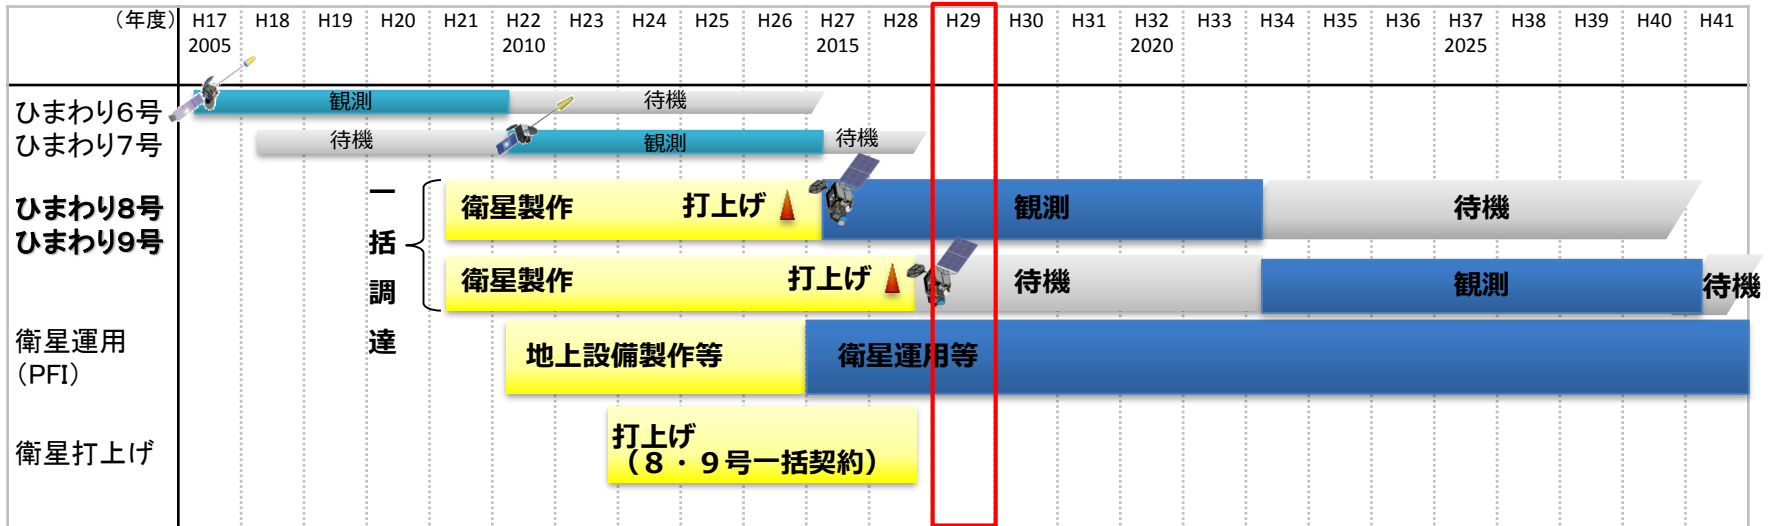 (年度) H17 H18 H19 H20 H21 H22 H23 H24 H25 H26 H27 H28 H29 H30 H31 H32 H33 H34 H35 H36 H37 H38 H39 H40 H41
2005 2010 2015 2020 2025
ひまわり6号 観測 待機
ひまわり7号 待機 観測 待機
ひまわり8号 衛星製作 打上げ 観測 待機
ひまわり9号
一括調達
衛星製作 打上げ 待機 観測 待機
衛星運用 地上設備製作等 衛星運用等
(PFI)
衛星打上げ 打上げ
(8・9号一括契約)